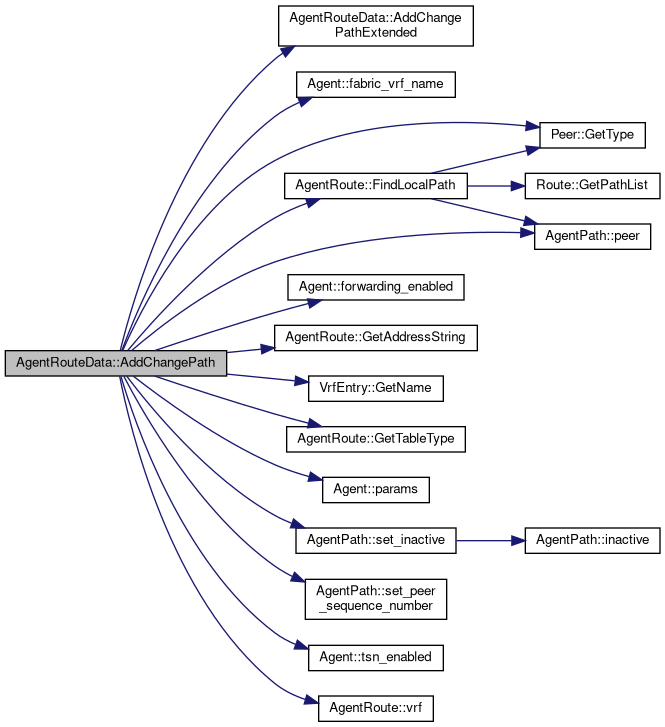 AgentRouteData::AddChange
PathExtended
Agent::fabric_vrf_name
Peer::GetType
AgentRoute::FindLocalPath
Route::GetPathList
AgentPath::peer
Agent::forwarding_enabled
AgentRoute::GetAddressString
AgentRouteData::AddChangePath
VrfEntry::GetName
AgentRoute::GetTableType
Agent::params
AgentPath::set_inactive
AgentPath::inactive
AgentPath::set_peer
_sequence_number
Agent::tsn_enabled
AgentRoute::vrf